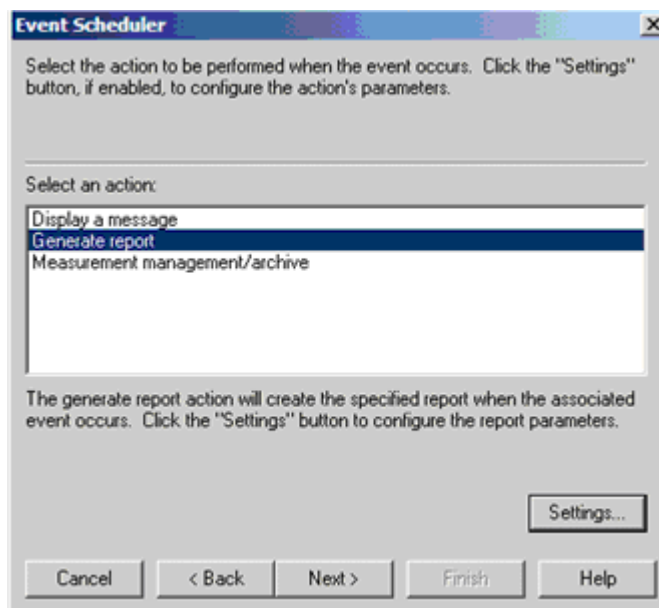 Event Scheduler
Select the action to be performed when the event occurs. Click the "Settings"
button, if enabled, to configure the action's parameters.
Select an action:
Display a message
Generate report
Measurement management/archive
The generate report action will create the specified report when the associated
event occurs. Click the "Settings" button to configure the report parameters.
Settings...
Cancel
< Back
Next >
Finish
Help